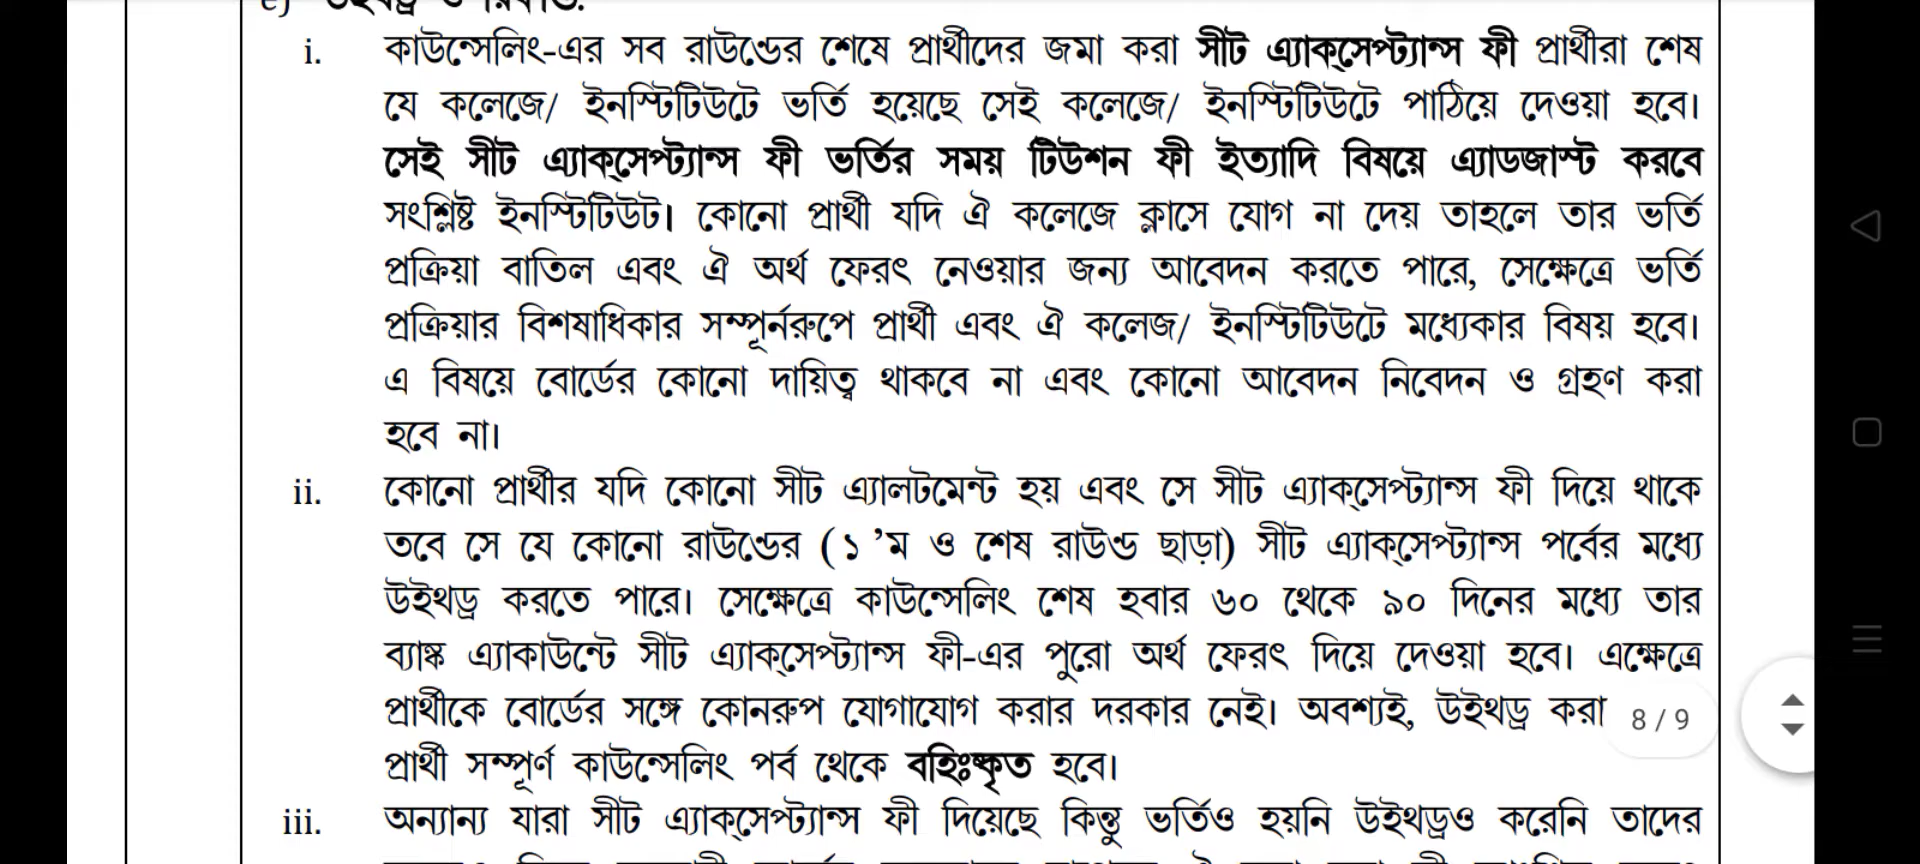 e) উইথড্র ও
i. কাউন্সেলিং-এর সব রাউন্ডের শেষে প্রার্থীদের জমা করা সীট এ্যাক্সেপ্ট্যান্স ফী প্রার্থীরা শেষ
যে কলেজে/ ইনস্টিটিউটে ভর্তি হয়েছে সেই কলেজে/ ইনস্টিটিউটে পাঠিয়ে দেওয়া হবে।
সেই সীট এ্যাক্সেপ্ট্যান্স ফী ভর্তির সময় টিউশন ফী ইত্যাদি বিষয়ে এ্যাডজাস্ট করবে
সংশ্লিষ্ট ইনস্টিটিউট। কোনো প্রার্থী যদি ঐ কলেজে ক্লাসে যোগ না দেয় তাহলে তার ভর্তি
প্রক্রিয়া বাতিল এবং ঐ অর্থ ফেরৎ নেওয়ার জন্য আবেদন করতে পারে, সেক্ষেত্রে ভর্তি
প্রক্রিয়ার বিশষাধিকার সম্পূর্নরুপে প্রার্থী এবং ঐ কলেজ/ ইনস্টিটিউটে মধ্যেকার বিষয় হবে।
এ বিষয়ে বোর্ডের কোনো দায়িত্ব থাকবে না এবং কোনো আবেদন নিবেদন ও গ্রহণ করা
হবে না।
ii. কোনো প্রার্থীর যদি কোনো সীট এ্যালটমেন্ট হয় এবং সে সীট এ্যাক্সেপ্ট্যান্স ফী দিয়ে থাকে
তবে সে যে কোনো রাউন্ডের (১ ’ম ও শেষ রাউন্ড ছাড়া) সীট এ্যাক্সেপ্ট্যান্স পর্বের মধ্যে
উইথড্র করতে পারে। সেক্ষেত্রে কাউন্সেলিং শেষ হবার ৬০ থেকে ৯০ দিনের মধ্যে তার
ব্যাঙ্ক এ্যাকাউন্টে সীট এ্যাক্সেপ্ট্যান্স ফী-এর পুরো অর্থ ফেরৎ দিয়ে দেওয়া হবে। এক্ষেত্রে
প্রার্থীকে বোর্ডের সঙ্গে কোনরুপ যোগাযোগ করার দরকার নেই। অবশ্যই, উইথড্র করা
8 / 9
প্রার্থী সম্পূর্ণ কাউন্সেলিং পর্ব থেকে বহিঃষ্কৃত হবে।
iii. অন্যান্য যারা সীট এ্যাক্সেপ্ট্যান্স ফী দিয়েছে কিন্তু ভর্তিও হয়নি উইথড্রও করেনি তাদের